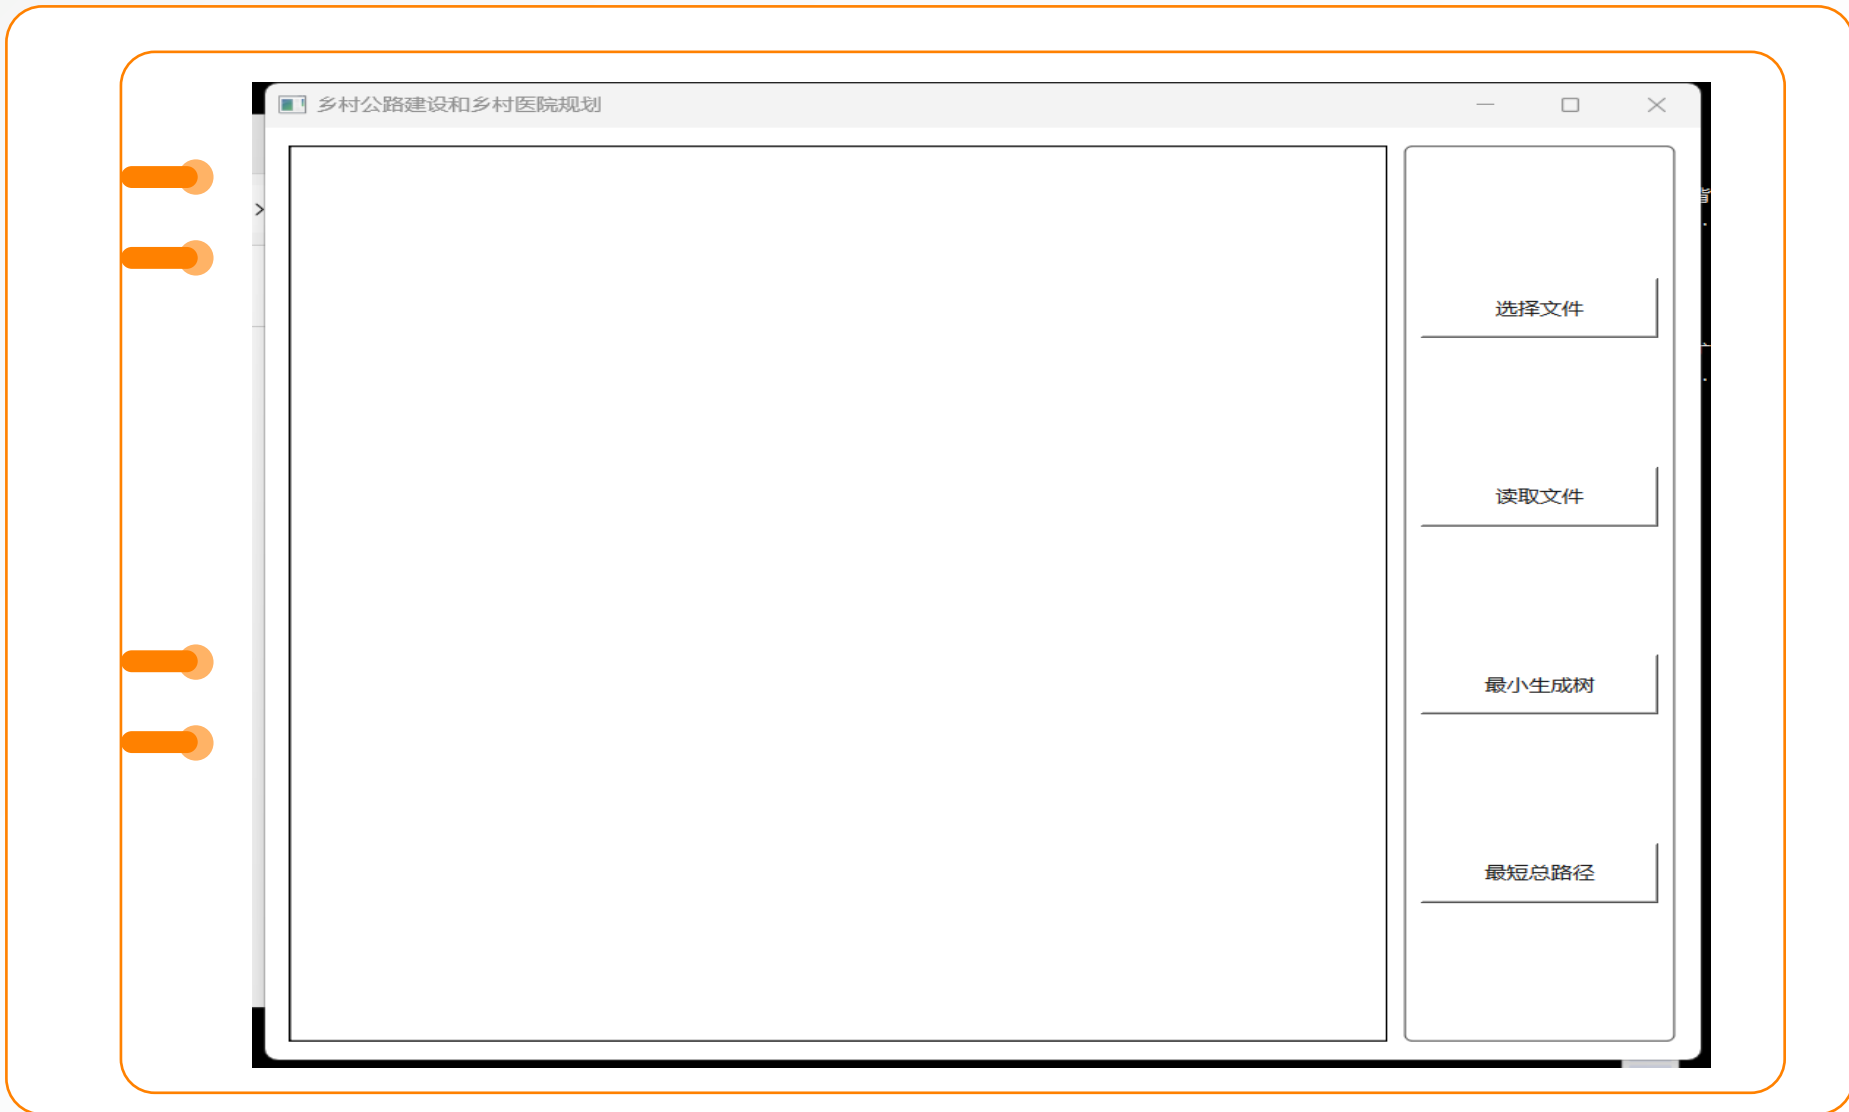 乡村公路建设和乡村医院规划
选择文件
读取文件
最小生成树
最短总路径